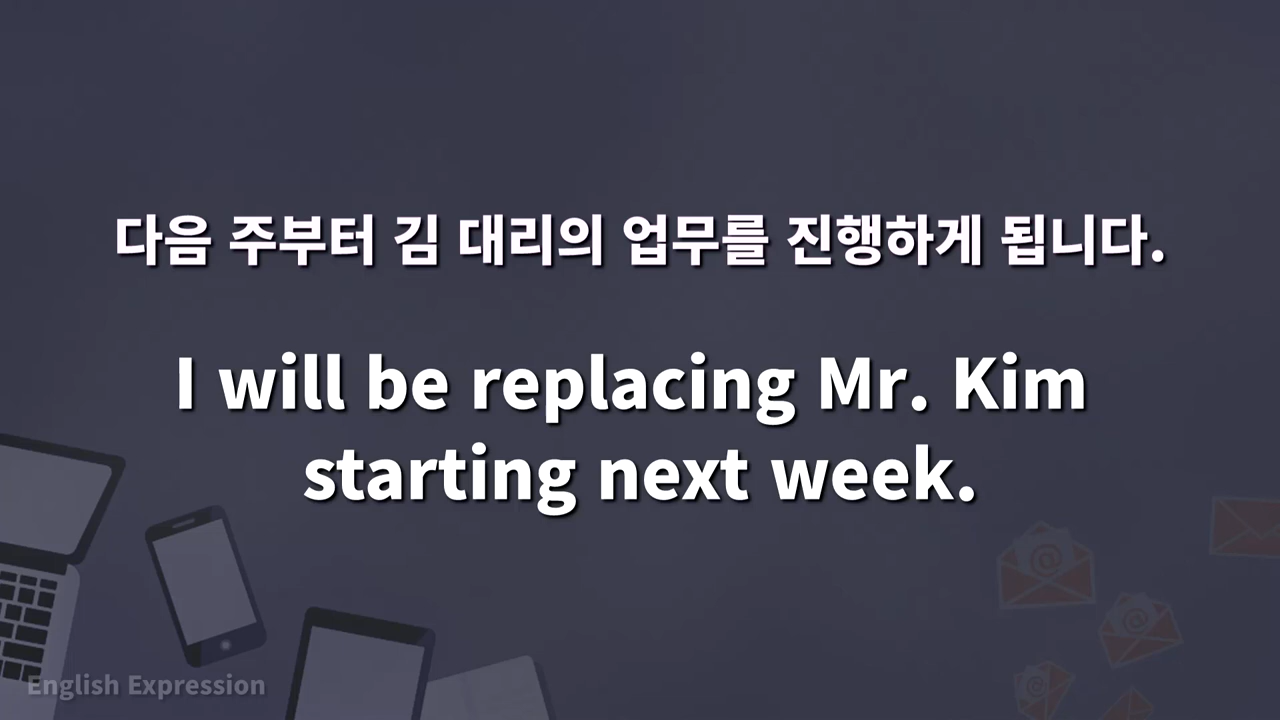 다음 주부터 김 대리의 업무를 진행하게 됩니다.
I will be replacing Mr. Kim
starting next week.
English Expression